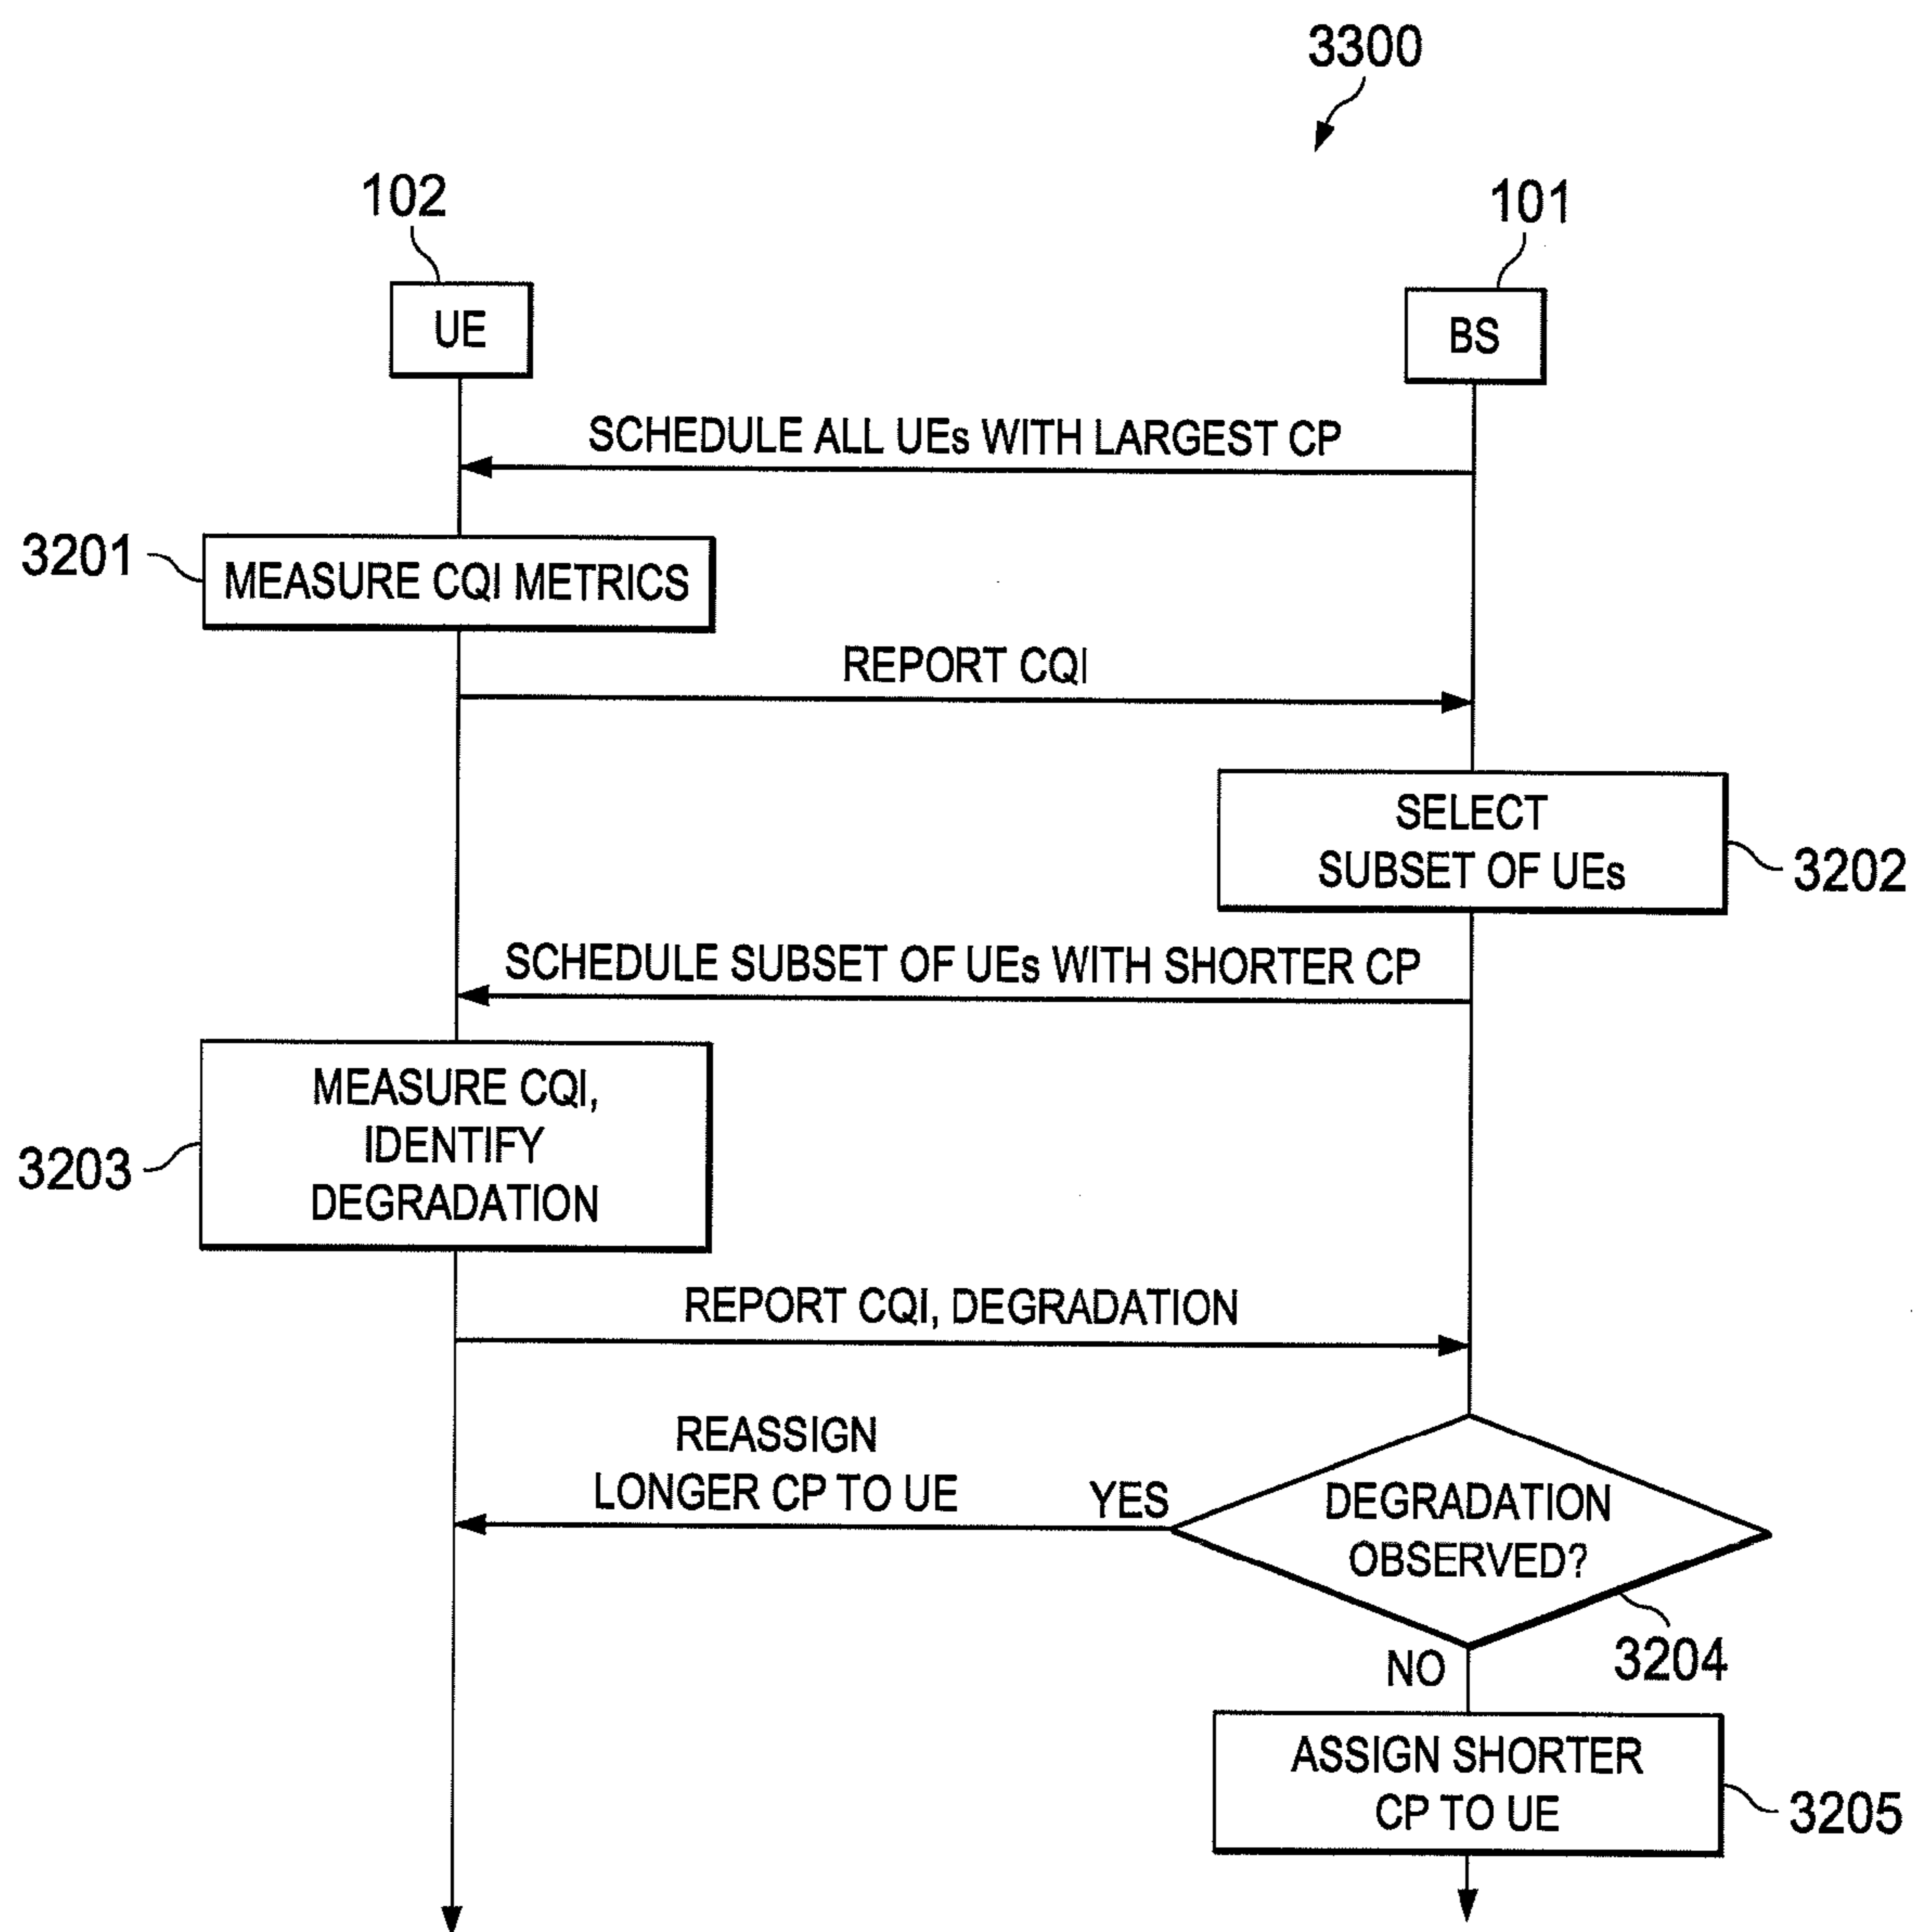 3300
102
101
UE
BS
SCHEDULE ALL UEs WITH LARGEST CP
3201
MEASURE CQI METRICS
REPORT CQI
SELECT
SUBSET OF UEs
3202
SCHEDULE SUBSET OF UEs WITH SHORTER CP
MEASURE CQI,
IDENTIFY
DEGRADATION
3203
REPORT CQI, DEGRADATION
REASSIGN
LONGER CP TO UE
YES
DEGRADATION
OBSERVED?
3204
NO
ASSIGN SHORTER
CP TO UE
3205